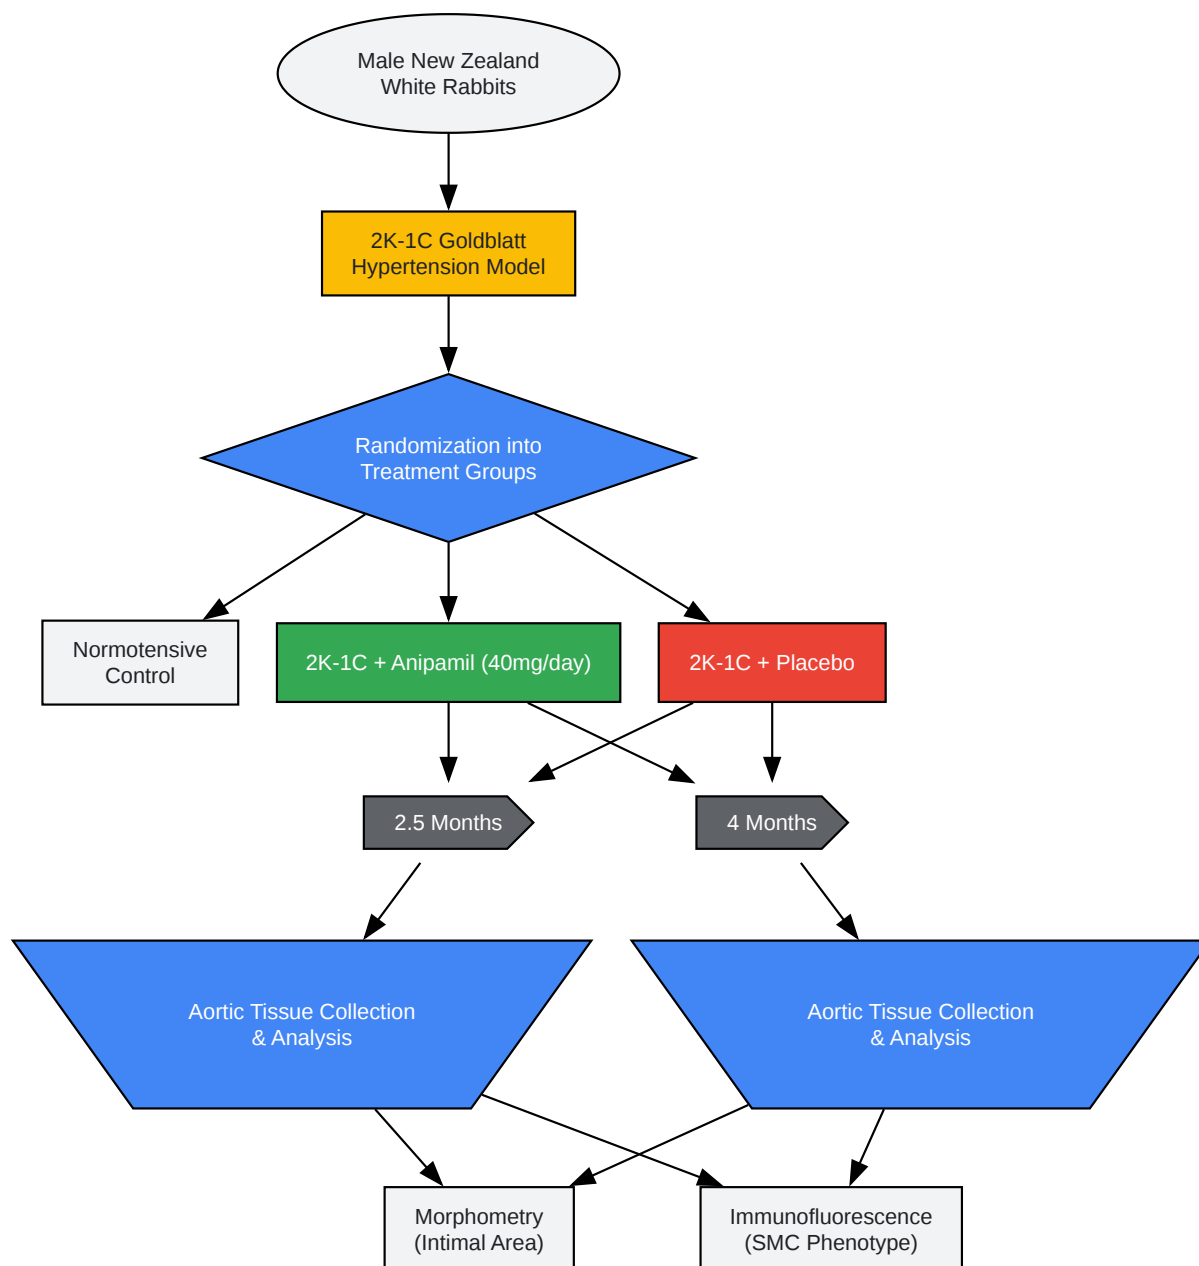 Male New Zealand
White Rabbits
2K-1C Goldblatt
Hypertension Model
Randomization into
Treatment Groups
Normotensive
Control
2K-1C + Anipamil (40mg/day)
2K-1C + Placebo
2.5 Months
4 Months
Aortic Tissue Collection
& Analysis
Aortic Tissue Collection
& Analysis
Morphometry
(Intimal Area)
Immunofluorescence
(SMC Phenotype)